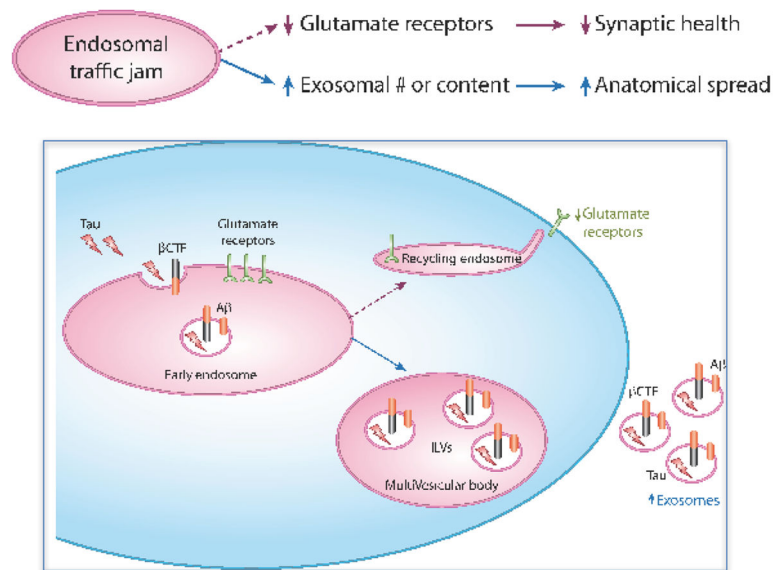 Endosomal
traffic jam
↓ Glutamate receptors
↓ Synaptic health
↑ Exosomal # or content
↑ Anatomical spread
Tau
βCTF
Glutamate
receptors
Aβ
Early endosome
Recycling endosome
↓Glutamate
receptors
ILVs
MultiVesicular body
Aβ
βCTF
Tau
↑Exosomes